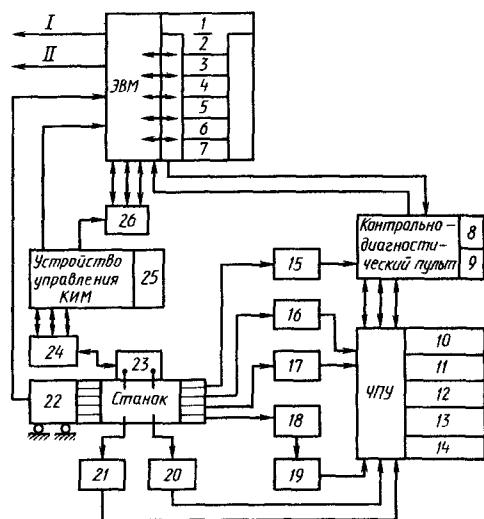 I
II
ЭВМ
1
2
3
4
5
6
7
26
Устройство
управления
КИМ
25
Контрольно-
диагности-
ческий пульт
8
9
15
16
17
18
19
24
23
22
Станок
21
20
ЧПУ
10
11
12
13
14